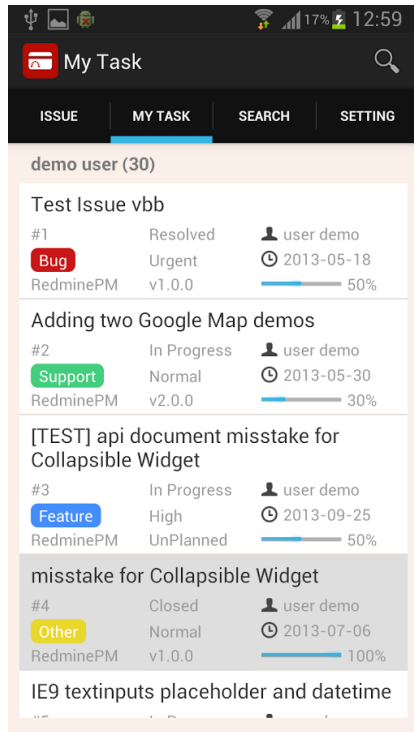 17% 12:59
My Task
ISSUE MY TASK SEARCH SETTING
demo user (30)
Test Issue vbb
#1 Resolved user demo
Bug Urgent 2013-05-18
RedminePM v1.0.0 50%
Adding two Google Map demos
#2 In Progress user demo
Support Normal 2013-05-30
RedminePM v2.0.0 30%
[TEST] api document misstake for
Collapsible Widget
#3 In Progress user demo
Feature High 2013-09-25
RedminePM UnPlanned 50%
misstake for Collapsible Widget
#4 Closed user demo
Other Normal 2013-07-06
RedminePM v1.0.0 100%
IE9 textinputs placeholder and datetime